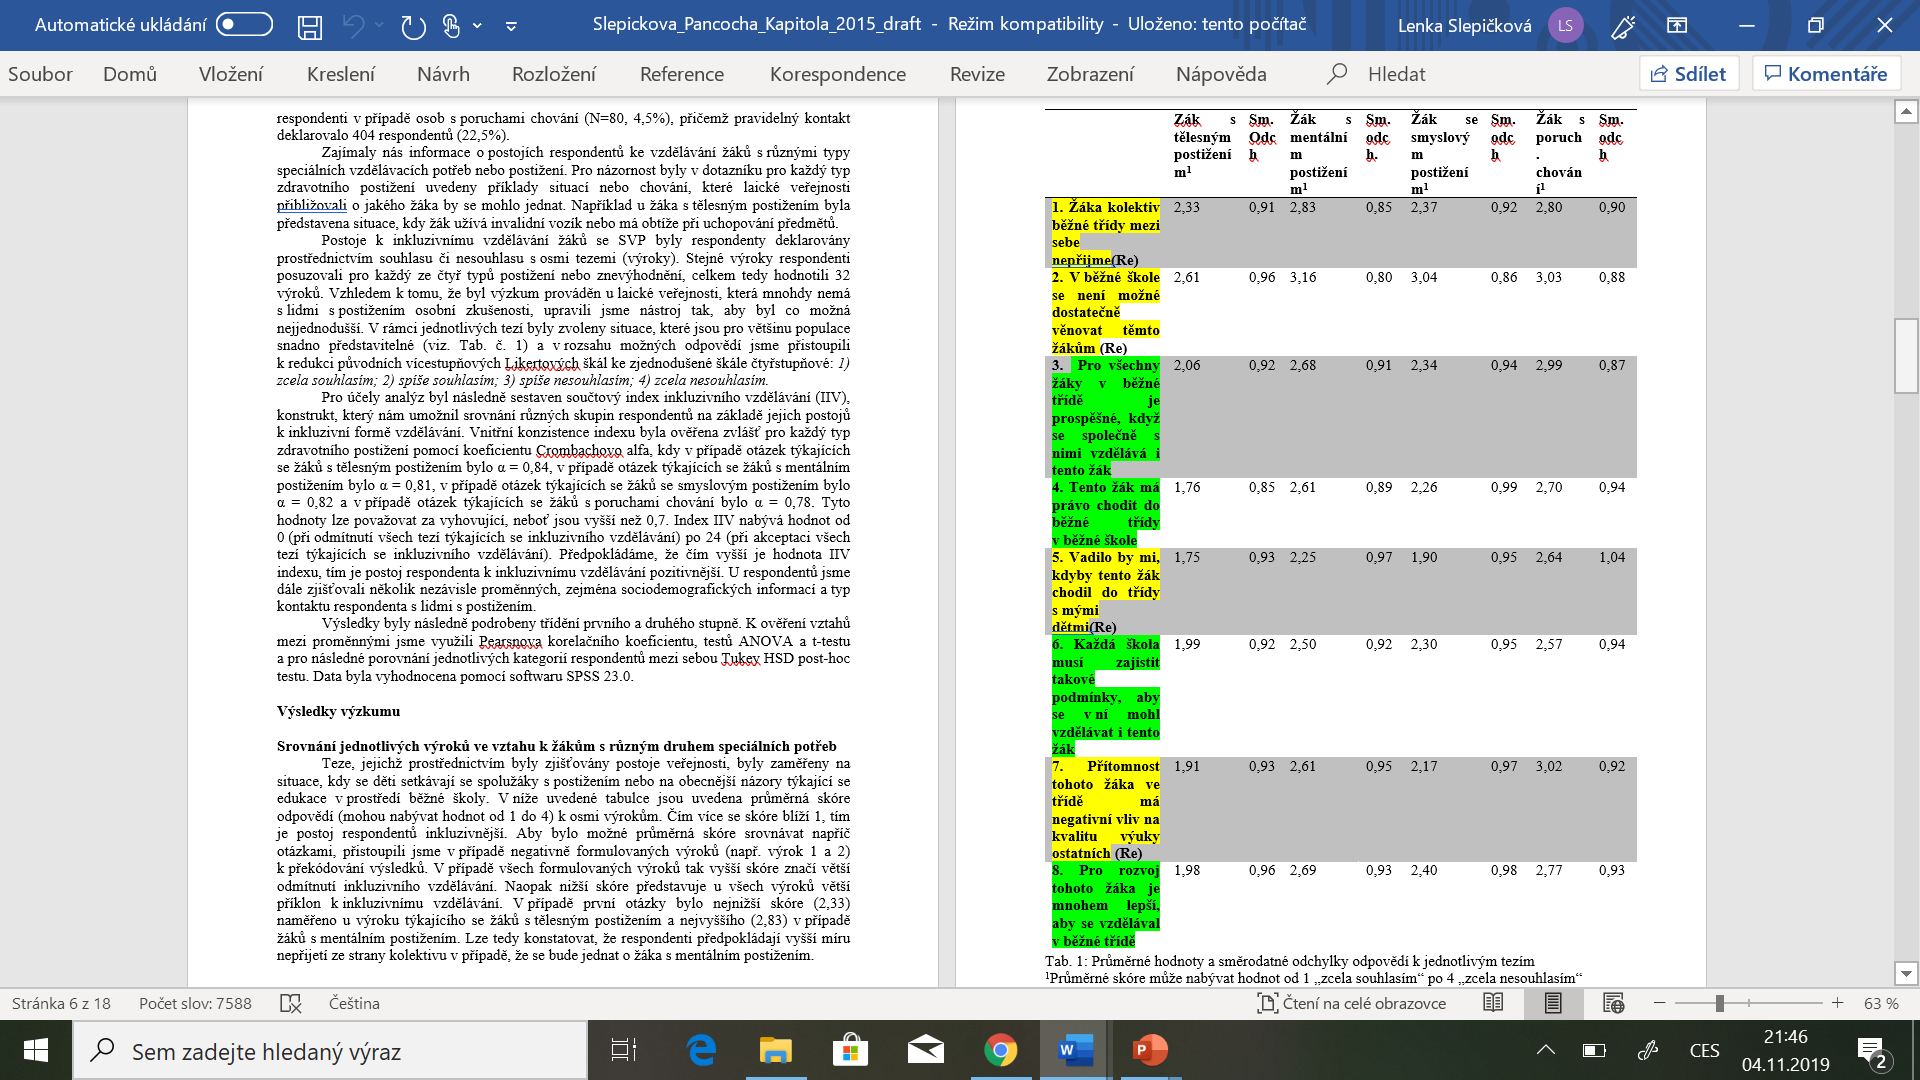 Automatické ukládání
Slepickova_Pancocha_Kapitola_2015_draft - Režim kompatibility - Uloženo: tento počítač
Lenka Slepičková LS
Soubor Domů Vložení Kreslení Návrh Rozložení Reference Korespondence Revize Zobrazení Nápověda Hledat Sdílet Komentáře
respondenti v případě osob s poruchami chování (N=80, 4,5%), přičemž pravidelný kontakt
deklarovalo 404 respondentů (22,5%).
Zajímaly nás informace o postojích respondentů ke vzdělávání žáků s různými typy
speciálních vzdělávacích potřeb nebo postižení. Pro názornost byly v dotazníku pro každý typ
zdravotního postižení uvedeny příklady situací nebo chování, které laické veřejnosti
přibližovali o jakého žáka by se mohlo jednat. Například u žáka s tělesným postižením byla
představena situace, kdy žák užívá invalidní vozík nebo má obtíže při uchopování předmětů.
Postoje k inkluzivnímu vzdělávání žáků se SVP byly respondenty deklarovány
prostřednictvím souhlasu či nesouhlasu s osmi tezemi (výroky). Stejné výroky respondenti
posuzovali pro každý ze čtyř typů postižení nebo znevýhodnění, celkem tedy hodnotili 32
výroků. Vzhledem k tomu, že byl výzkum prováděn u laické veřejnosti, která mnohdy nemá
s lidmi s postižením osobní zkušenosti, upravili jsme nástroj tak, aby byl co možná
nejjednodušší. V rámci jednotlivých tezí byly zvoleny situace, které jsou pro většinu populace
snadno představitelné (viz. Tab. č. 1) a v rozsahu možných odpovědí jsme přistoupili
k redukci původních vícestupňových Likertových škál ke zjednodušené škále čtyřstupňové: 1)
zcela souhlasím; 2) spíše souhlasím; 3) spíše nesouhlasím; 4) zcela nesouhlasím.
Pro účely analýz byl následně sestaven součtový index inkluzivního vzdělávání (IIV),
konstrukt, který nám umožnil srovnání různých skupin respondentů na základě jejich postojů
k inkluzivní formě vzdělávání. Vnitřní konzistence indexu byla ověřena zvlášť pro každý typ
zdravotního postižení pomocí koeficientu Crombachovo alfa, kdy v případě otázek týkajících
se žáků s tělesným postižením bylo α = 0,84, v případě otázek týkajících se žáků s mentálním
postižením bylo α = 0,81, v případě otázek týkajících se žáků se smyslovým postižením bylo
α = 0,82 a v případě otázek týkajících se žáků s poruchami chování bylo α = 0,78. Tyto
hodnoty lze považovat za vyhovující, neboť jsou vyšší než 0,7. Index IIV nabývá hodnot od
0 (při odmítnutí všech tezí týkajících se inkluzivního vzdělávání) po 24 (při akceptaci všech
tezí týkajících se inkluzivního vzdělávání). Předpokládáme, že čím vyšší je hodnota IIV
indexu, tím je postoj respondenta k inkluzivnímu vzdělávání pozitivnější. U respondentů jsme
dále zjišťovali několik nezávisle proměnných, zejména sociodemografických informací a typ
kontaktu respondenta s lidmi s postižením.
Výsledky byly následně podrobeny třídění prvního a druhého stupně. K ověření vztahů
mezi proměnnými jsme využili Pearsnova korelačního koeficientu, testů ANOVA a t-testu
a pro následné porovnání jednotlivých kategorií respondentů mezi sebou Tukey HSD post-hoc
testu. Data byla vyhodnocena pomocí softwaru SPSS 23.0.
Výsledky výzkumu
Srovnání jednotlivých výroků ve vztahu k žákům s různým druhem speciálních potřeb
Teze, jejichž prostřednictvím byly zjišťovány postoje veřejnosti, byly zaměřeny na
situace, kdy se děti setkávají se spolužáky s postižením nebo na obecnější názory týkající se
edukace v prostředí běžné školy. V níže uvedené tabulce jsou uvedena průměrná skóre
odpovědí (mohou nabývat hodnot od 1 do 4) k osmi výrokům. Čím více se skóre blíží 1, tím
je postoj respondentů inkluzivnější. Aby bylo možné průměrná skóre srovnávat napříč
otázkami, přistoupili jsme v případě negativně formulovaných výroků (např. výrok 1 a 2)
k překódování výsledků. V případě všech formulovaných výroků tak vyšší skóre značí větší
odmítnutí inkluzivního vzdělávání. Naopak nižší skóre představuje u všech výroků větší
příklon k inkluzivnímu vzdělávání. V případě první otázky bylo nejnižší skóre (2,33)
naměřeno u výroku týkajícího se žáků s tělesným postižením a nejvyššího (2,83) v případě
žáků s mentálním postižením. Lze tedy konstatovat, že respondenti předpokládají vyšší míru
nepřijetí ze strany kolektivu v případě, že se bude jednat o žáka s mentálním postižením.
Žák s Sm. Žák s Sm. Žák se Sm. Žák s Sm.
tělesným Odc mentální odc smyslový odc poruch odc
postižení h m h. m h . h
m¹ postižení postižení chován
m¹ m¹ í¹
1. Žáka kolektiv 2,33 0,91 2,83 0,85 2,37 0,92 2,80 0,90
běžné třídy mezi
sebe
nepřijme(Re)
2. V běžné škole 2,61 0,96 3,16 0,80 3,04 0,86 3,03 0,88
se není možné
dostatečně
věnovat těmto
žákům (Re)
3. Pro všechny 2,06 0,92 2,68 0,91 2,34 0,94 2,99 0,87
žáky v běžné
třídě je
prospěšné, když
se společně s
nimi vzdělává i
tento žák
4. Tento žák má 1,76 0,85 2,61 0,89 2,26 0,99 2,70 0,94
právo chodit do
běžné třídy
v běžné škole
5. Vadilo by mi, 1,75 0,93 2,25 0,97 1,90 0,95 2,64 1,04
kdyby tento žák
chodil do třídy
s mými
dětmi(Re)
6. Každá škola 1,99 0,92 2,50 0,92 2,30 0,95 2,57 0,94
musí zajistit
takové
podmínky, aby
se v ní mohl
vzdělávat i tento
žák
7. Přítomnost 1,91 0,93 2,61 0,95 2,17 0,97 3,02 0,92
tohoto žáka ve
třídě má
negativní vliv na
kvalitu výuky
ostatních (Re)
8. Pro rozvoj 1,98 0,96 2,69 0,93 2,40 0,98 2,77 0,93
tohoto žáka je
mnohem lepší,
aby se vzdělával
v běžné třídě
Tab. 1: Průměrné hodnoty a směrodatné odchylky odpovědí k jednotlivým tezím
¹Průměrné skóre může nabývat hodnot od 1 „zcela souhlasím“ po 4 „zcela nesouhlasím“
Stránka 6 z 18 Počet slov: 7588 Čeština Čtení na celé obrazovce 63 %
Sem zadejte hledaný výraz
CES 21:46
04.11.2019
2